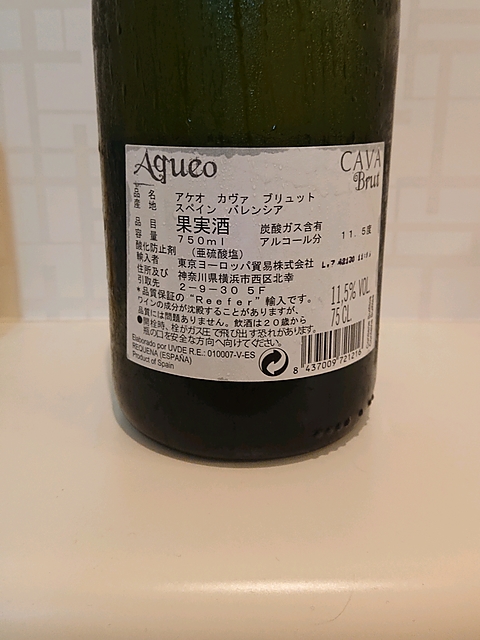 Aqueo
CAVA
Brut
品名 アケオ カヴァ ブリュット
産地 スペイン バレンシア
品目 果実酒 炭酸ガス含有
容量 750ml アルコール分 11.5度
酸化防止剤 (亜硫酸塩)
輸入者 東京ヨーロッパ貿易株式会社
住所及び 神奈川県横浜市西区北幸
引取先 2-9-30 5F
*品質保証の"Reefer"輸入です。
ワインの成分が沈殿することがありますが、
品質には問題ありません。飲酒は20歳から
●開栓時、栓がガス圧で飛び出す恐れがあります。
瓶の口を安全な方向へ向けてください。
11,5% VOL
75 CL
Elaborado por UVDE R.E.: 010007-V-ES
REQUENA (ESPAÑA)
Product of Spain
8 437009 721216